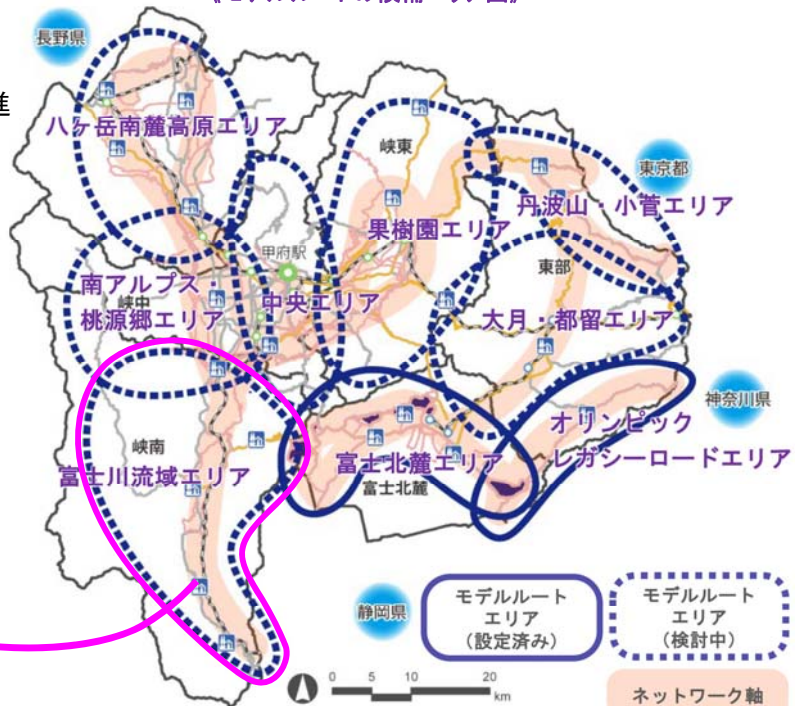 長野県
進
八ヶ岳南麓高原エリア
峡東
東京都
丹波山・小菅エリア
果樹園エリア
甲府駅
東部
南アルプス
峡中
桃源郷エリア
中央エリア
大月・都留エリア
神奈川県
オリンピック
レガシーロードエリア
峡南
富士川流域エリア
富士北麓エリア
富士北麓
静岡県
モデルルート
エリア
(設定済み)
モデルルート
エリア
(検討中)
0 5 10 20
km
ネットワーク軸